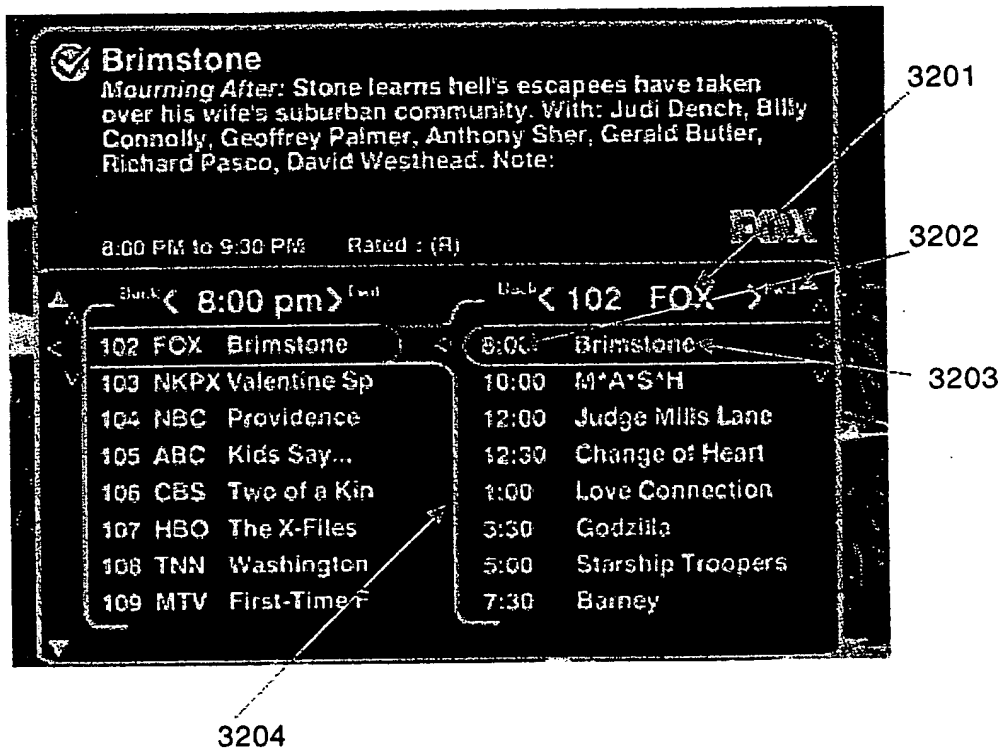 Brimstone
Mourning After: Stone learns hell's escapees have taken
over his wife's suburban community. With: Judi Dench, Billy
Connolly, Geoffrey Palmer, Anthony Sher, Gerald Butler,
Richard Pasco, David Westhead. Note:
FOX
8:00 PM to 9:30 PM Rated : (R)
Back < 8:00 pm > Fwd
Back < 102 FOX > Fwd
102 FOX Brimstone
103 NKPX Valentine Sp
104 NBC Providence
105 ABC Kids Say...
106 CBS Two of a Kin
107 HBO The X-Files
108 TNN Washington
109 MTV First-Time F
8:00 Brimstone
10:00 M*A*S*H
12:00 Judge Mills Lane
12:30 Change of Heart
1:00 Love Connection
3:30 Godzilla
5:00 Starship Troopers
7:30 Barney
3201
3202
3203
3204